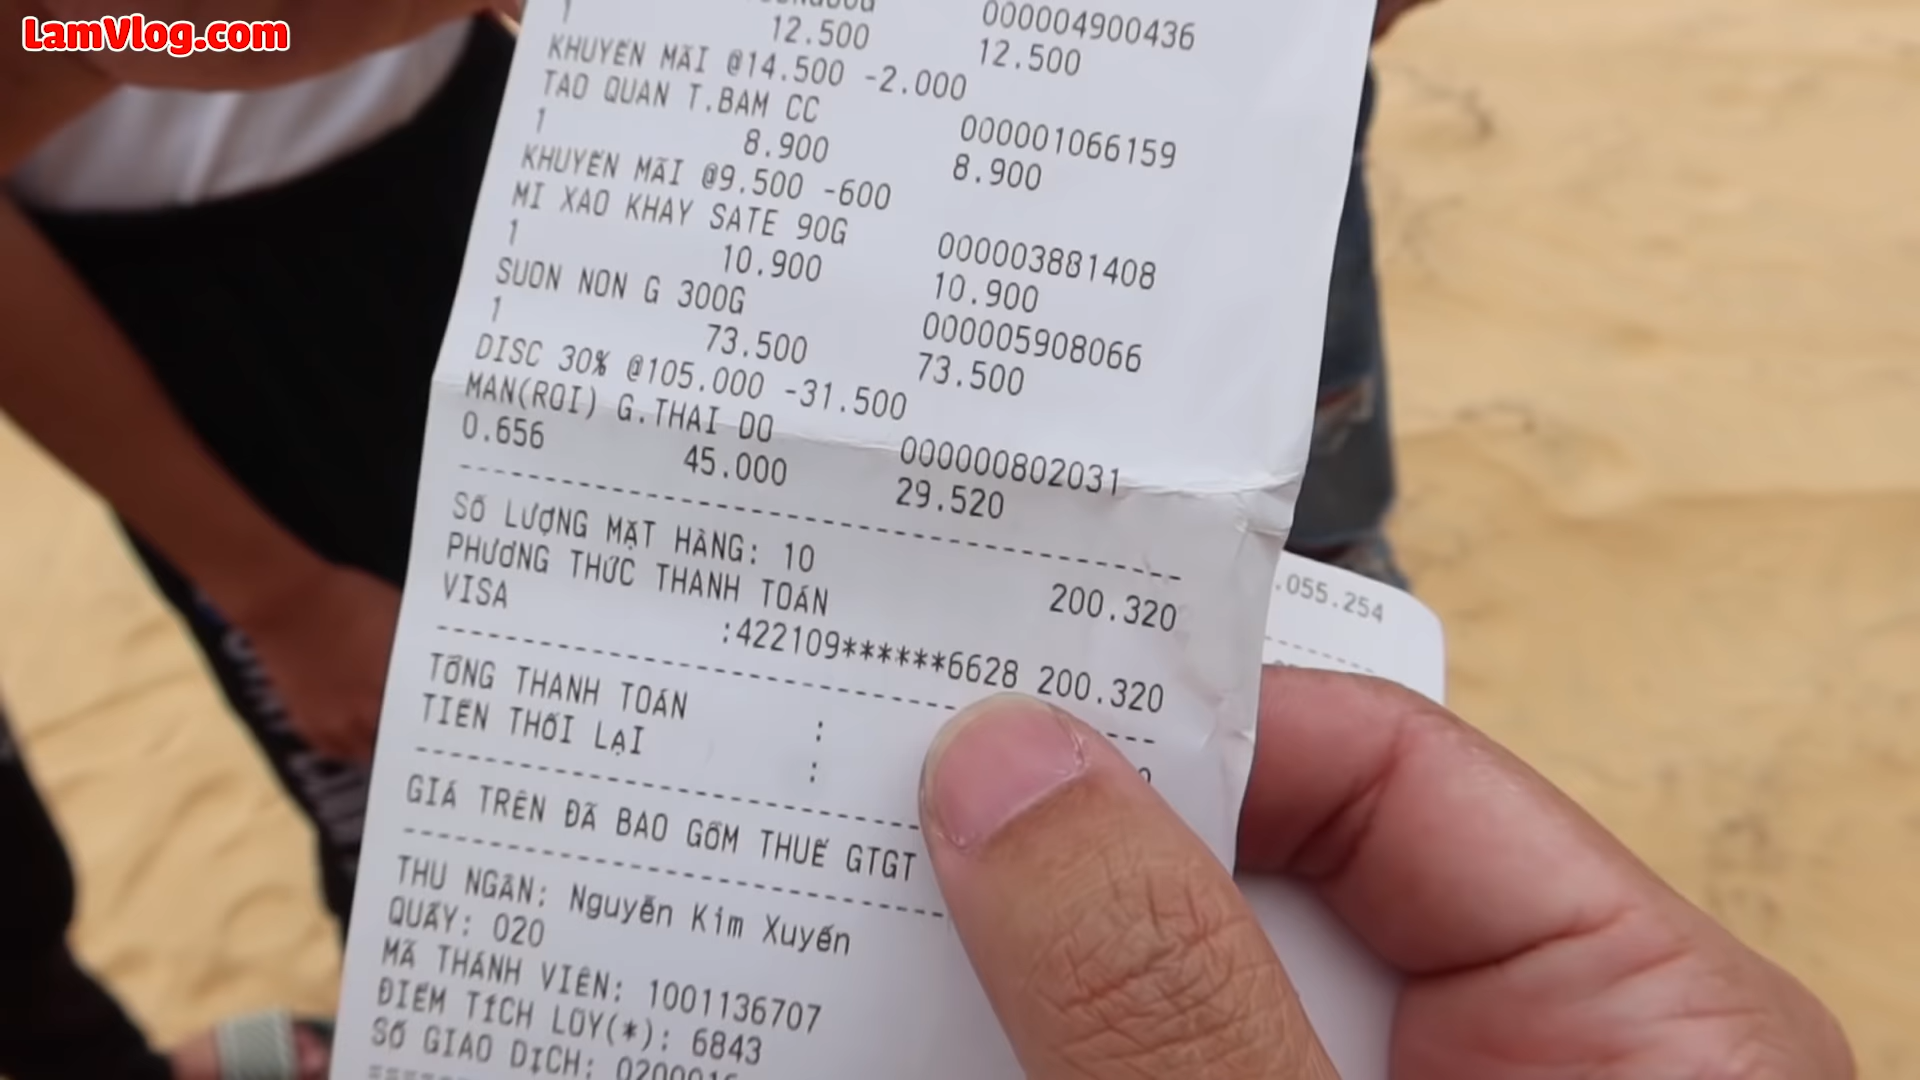 LamVlog.com
000004900436
1 12.500 12.500
KHUYẾN MÃI @14.500 -2.000
TAO QUAN T.BAM CC 000001066159
1 8.900 8.900
KHUYẾN MÃI @9.500 -600
MI XAO KHAY SATE 90G 000003881408
1 10.900 10.900
SUON NON G 300G 000005908066
1 73.500 73.500
DISC 30% @105.000 -31.500
MAN(ROI) G.THAI DO 000000802031
0.656 45.000 29.520
SỐ LƯỢNG MẶT HÀNG: 10 200.320
PHƯƠNG THỨC THANH TOÁN
VISA :422109******6628 200.320
TỔNG THANH TOÁN :
TIỀN THỐI LẠI :
GIÁ TRÊN ĐÃ BAO GỒM THUẾ GTGT
THU NGÂN: Nguyễn Kim Xuyến
QUẦY: 020
MÃ THÀNH VIÊN: 1001136707
ĐIỂM TÍCH LŨY(*): 6843
SỐ GIAO DỊCH:
.055.254